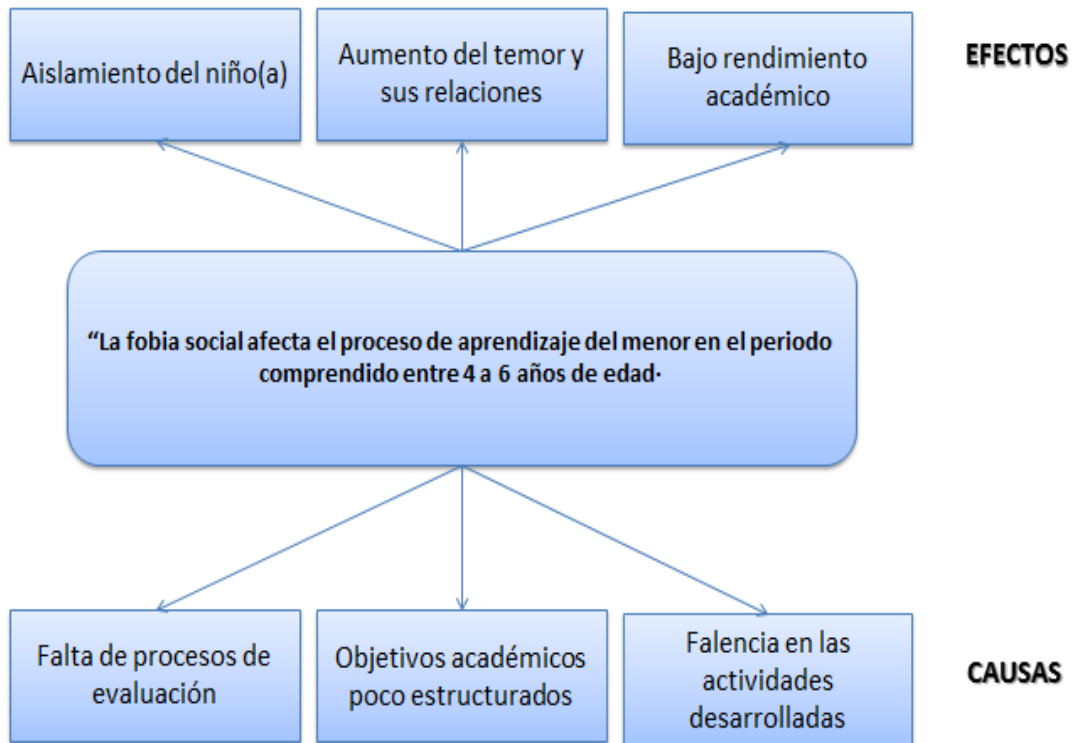 Aislamiento del niño(a)
Aumento del temor y
sus relaciones
Bajo rendimiento
académico
EFECTOS
“La fobia social afecta el proceso de aprendizaje del menor en el periodo
comprendido entre 4 a 6 años de edad·
Falta de procesos de
evaluación
Objetivos académicos
poco estructurados
Falencia en las
actividades
desarrolladas
CAUSAS